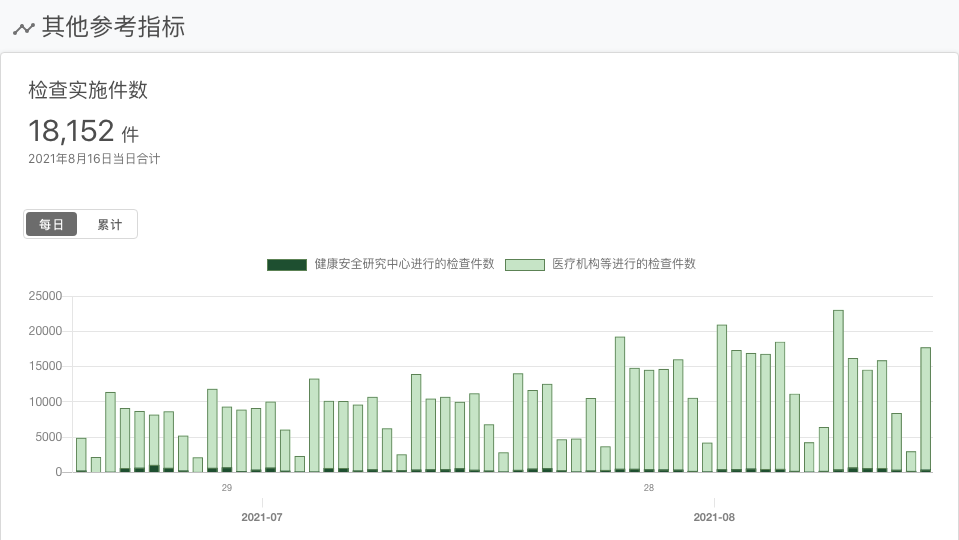 其他参考指标
检查实施件数
18,152 件
2021年8月16日当日合计
每日 累计
健康安全研究中心进行的检查件数 医疗机构等进行的检查件数
25000
20000
15000
10000
5000
0
29 28
2021-07 2021-08